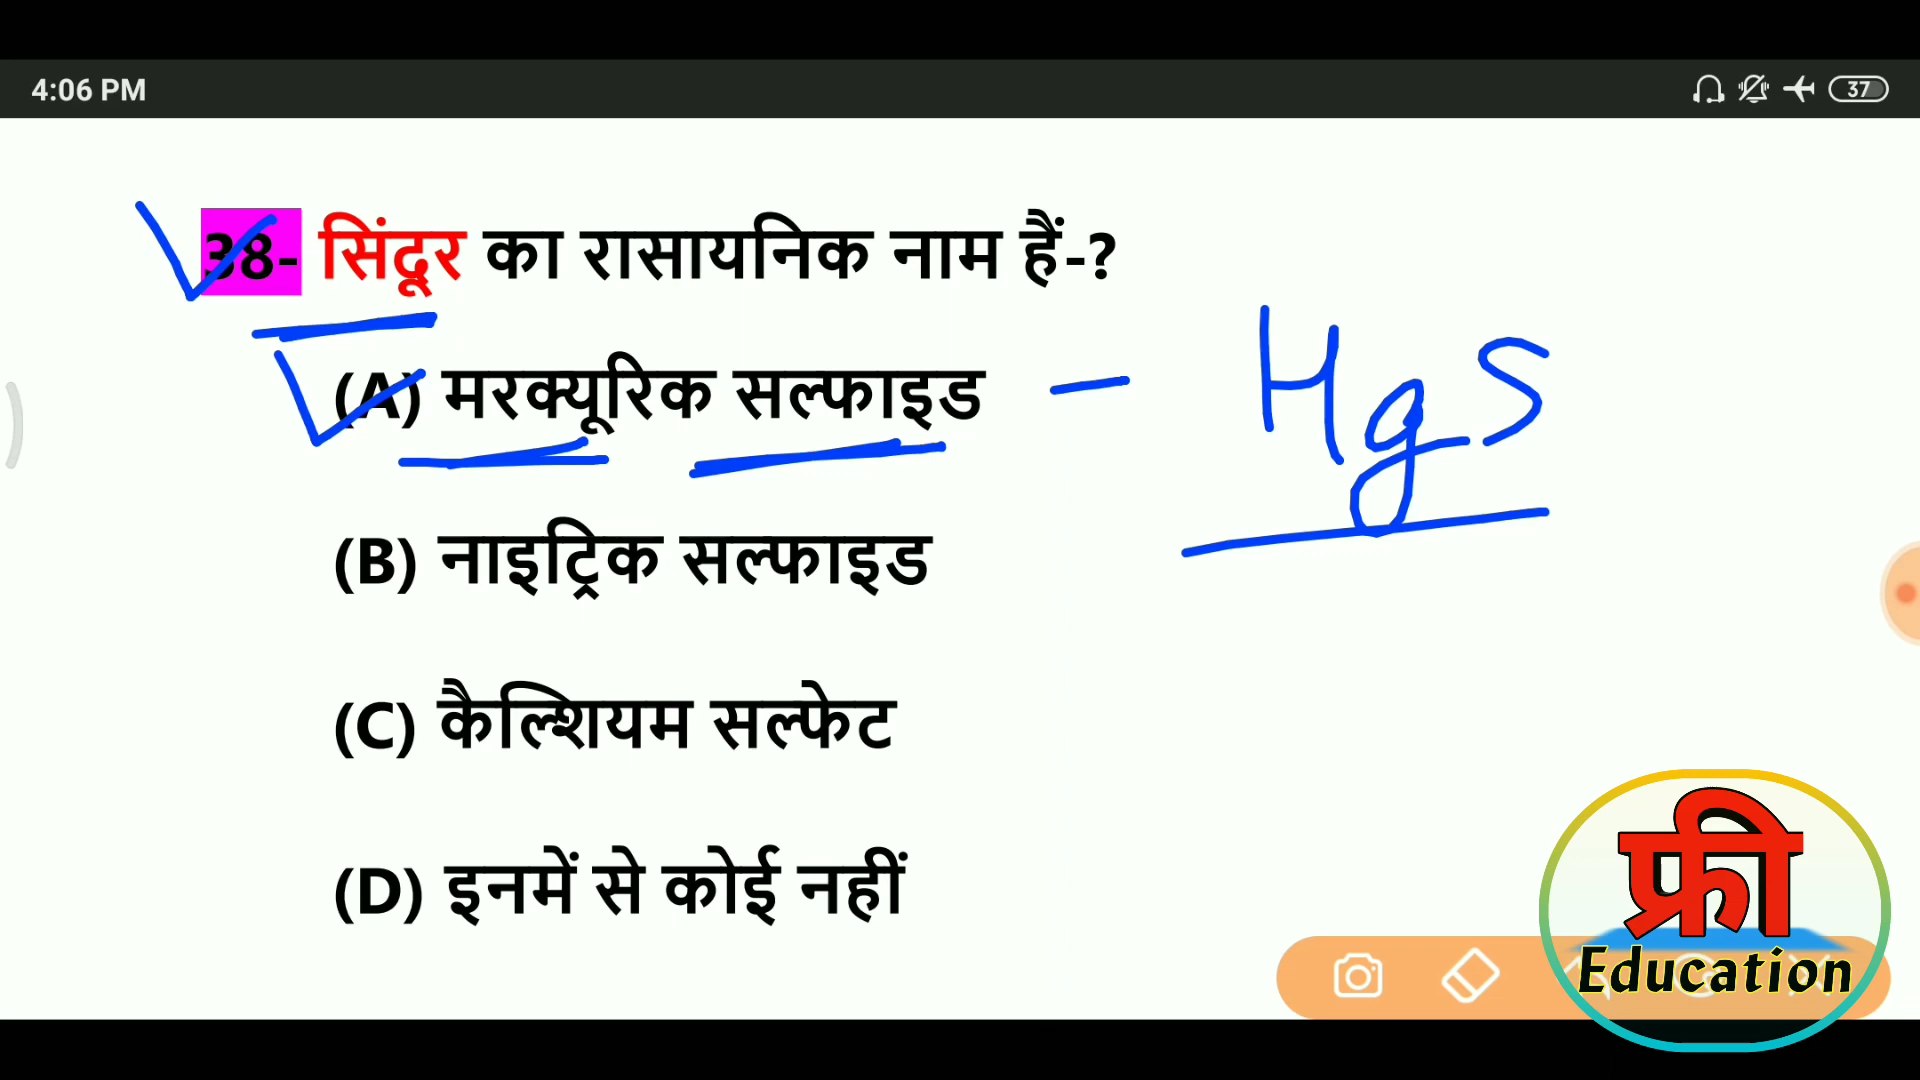 4:06 PM
37
38- सिंदूर का रासायनिक नाम हैं-?
(A) मरक्यूरिक सल्फाइड - HgS
(B) नाइट्रिक सल्फाइड
(C) कैल्शियम सल्फेट
(D) इनमें से कोई नहीं
फ्री
Education